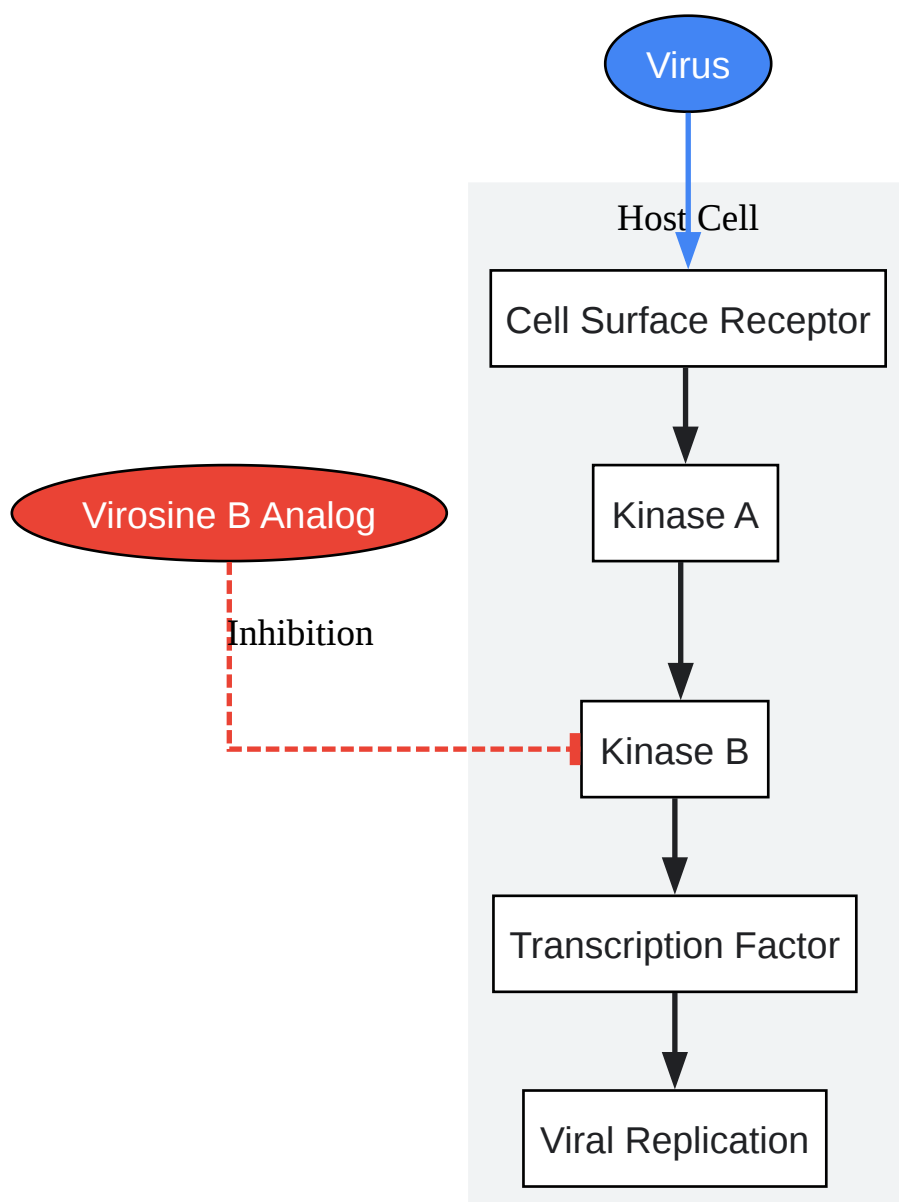 Virus
Host Cell
Cell Surface Receptor
Kinase A
Virosine B Analog
Inhibition
Kinase B
Transcription Factor
Viral Replication